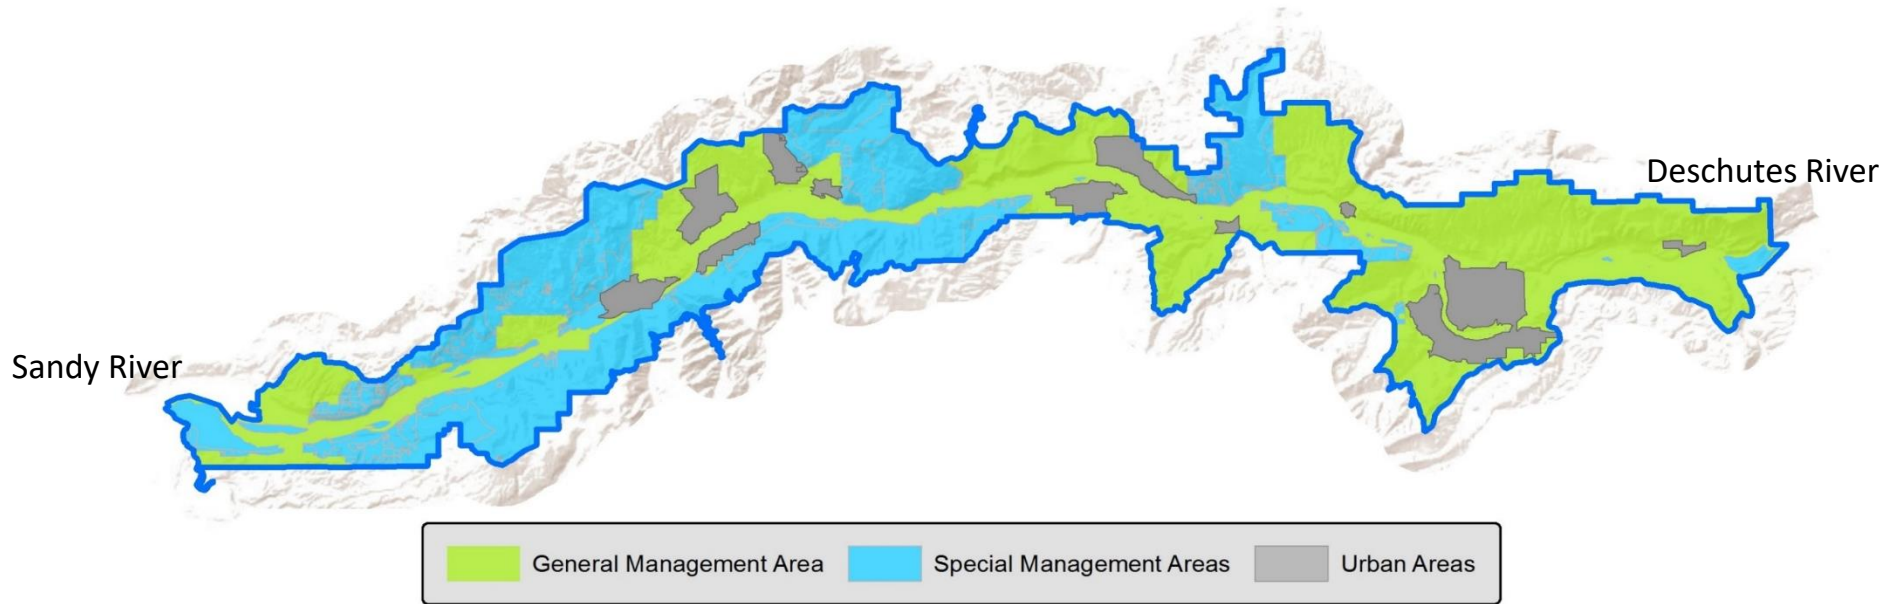 Deschutes River
Sandy River
General Management Area
Special Management Areas
Urban Areas